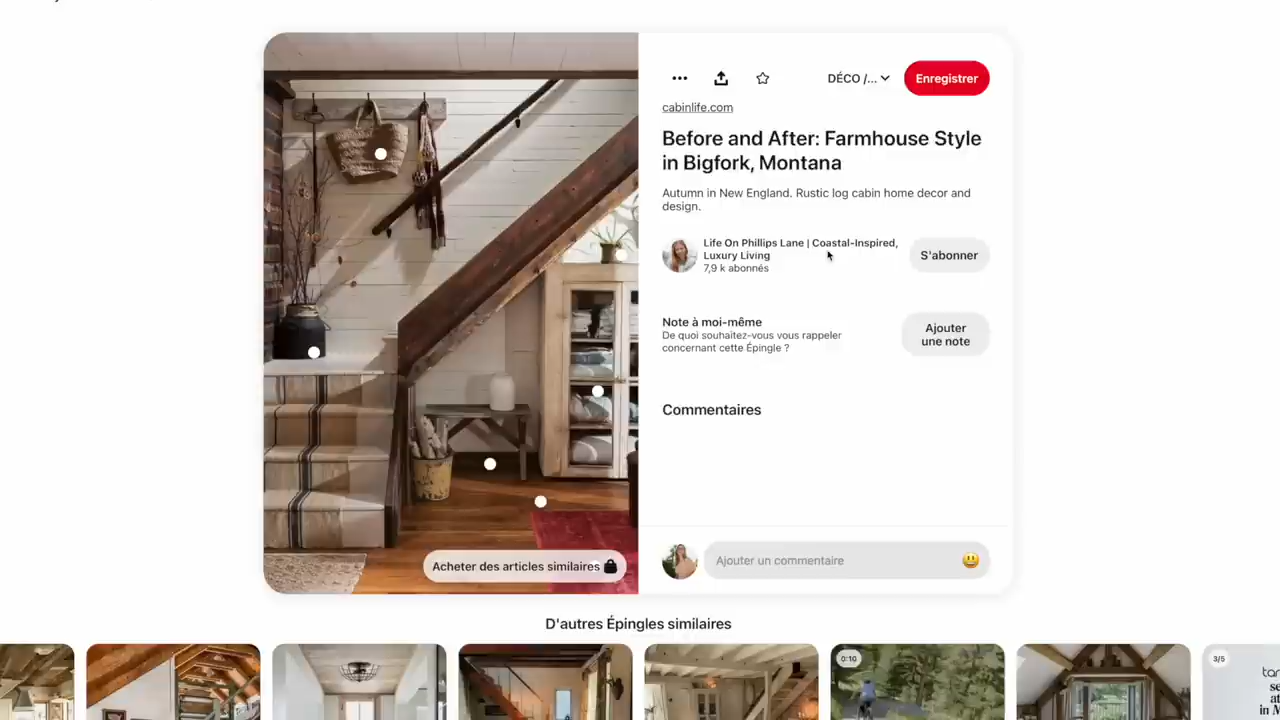 DÉCO /...
Enregistrer
cabinlife.com
Before and After: Farmhouse Style
in Bigfork, Montana
Autumn in New England. Rustic log cabin home decor and
design.
Life On Phillips Lane | Coastal-Inspired,
Luxury Living
7,9 k abonnés
S'abonner
Note à moi-même
De quoi souhaitez-vous vous rappeler
concernant cette Épingle ?
Ajouter
une note
Commentaires
Ajouter un commentaire
Acheter des articles similaires
D'autres Épingles similaires
0:10
3/5